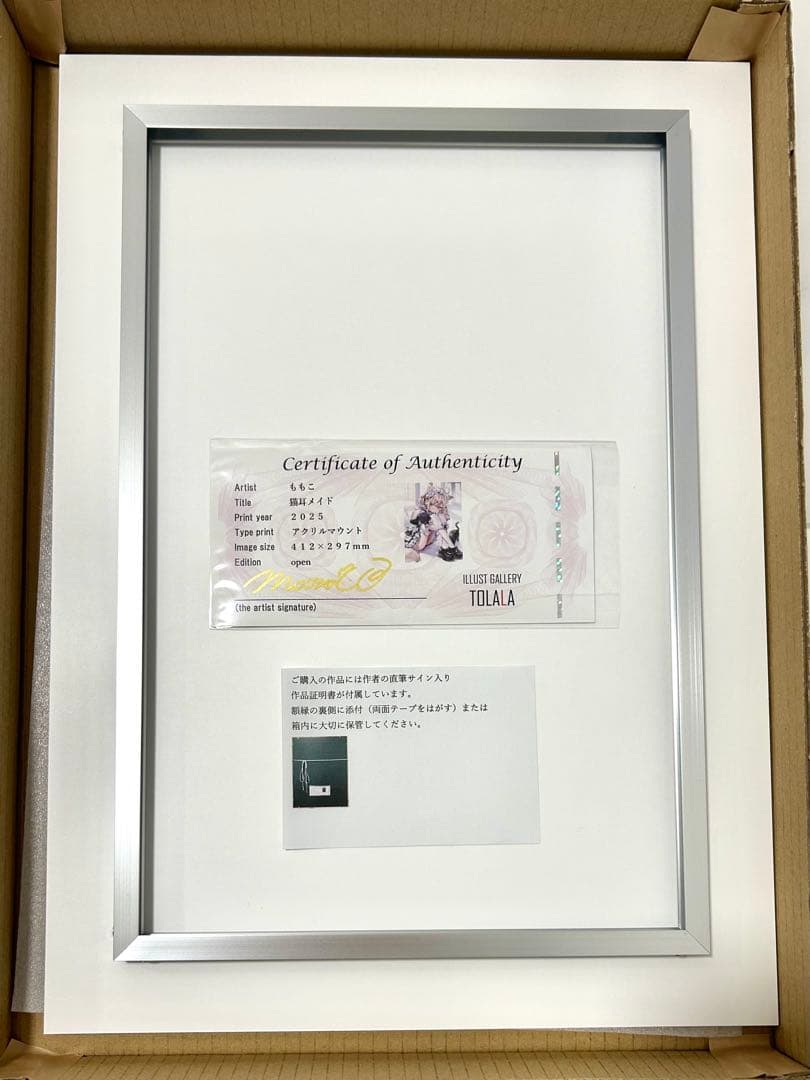 Certificate of Authenticity
Artist ももこ
Title 猫耳メイド
Print year 2025
Type print アクリルマウント
Image size 412×297mm
Edition open
(the artist signature)
ILLUST GALLERY
TOLALA
ご購入の作品には作者の直筆サイン入り
作品証明書が付属しています。
額縁の裏側に添付（両面テープをはがす）または
箱内に大切に保管してください。